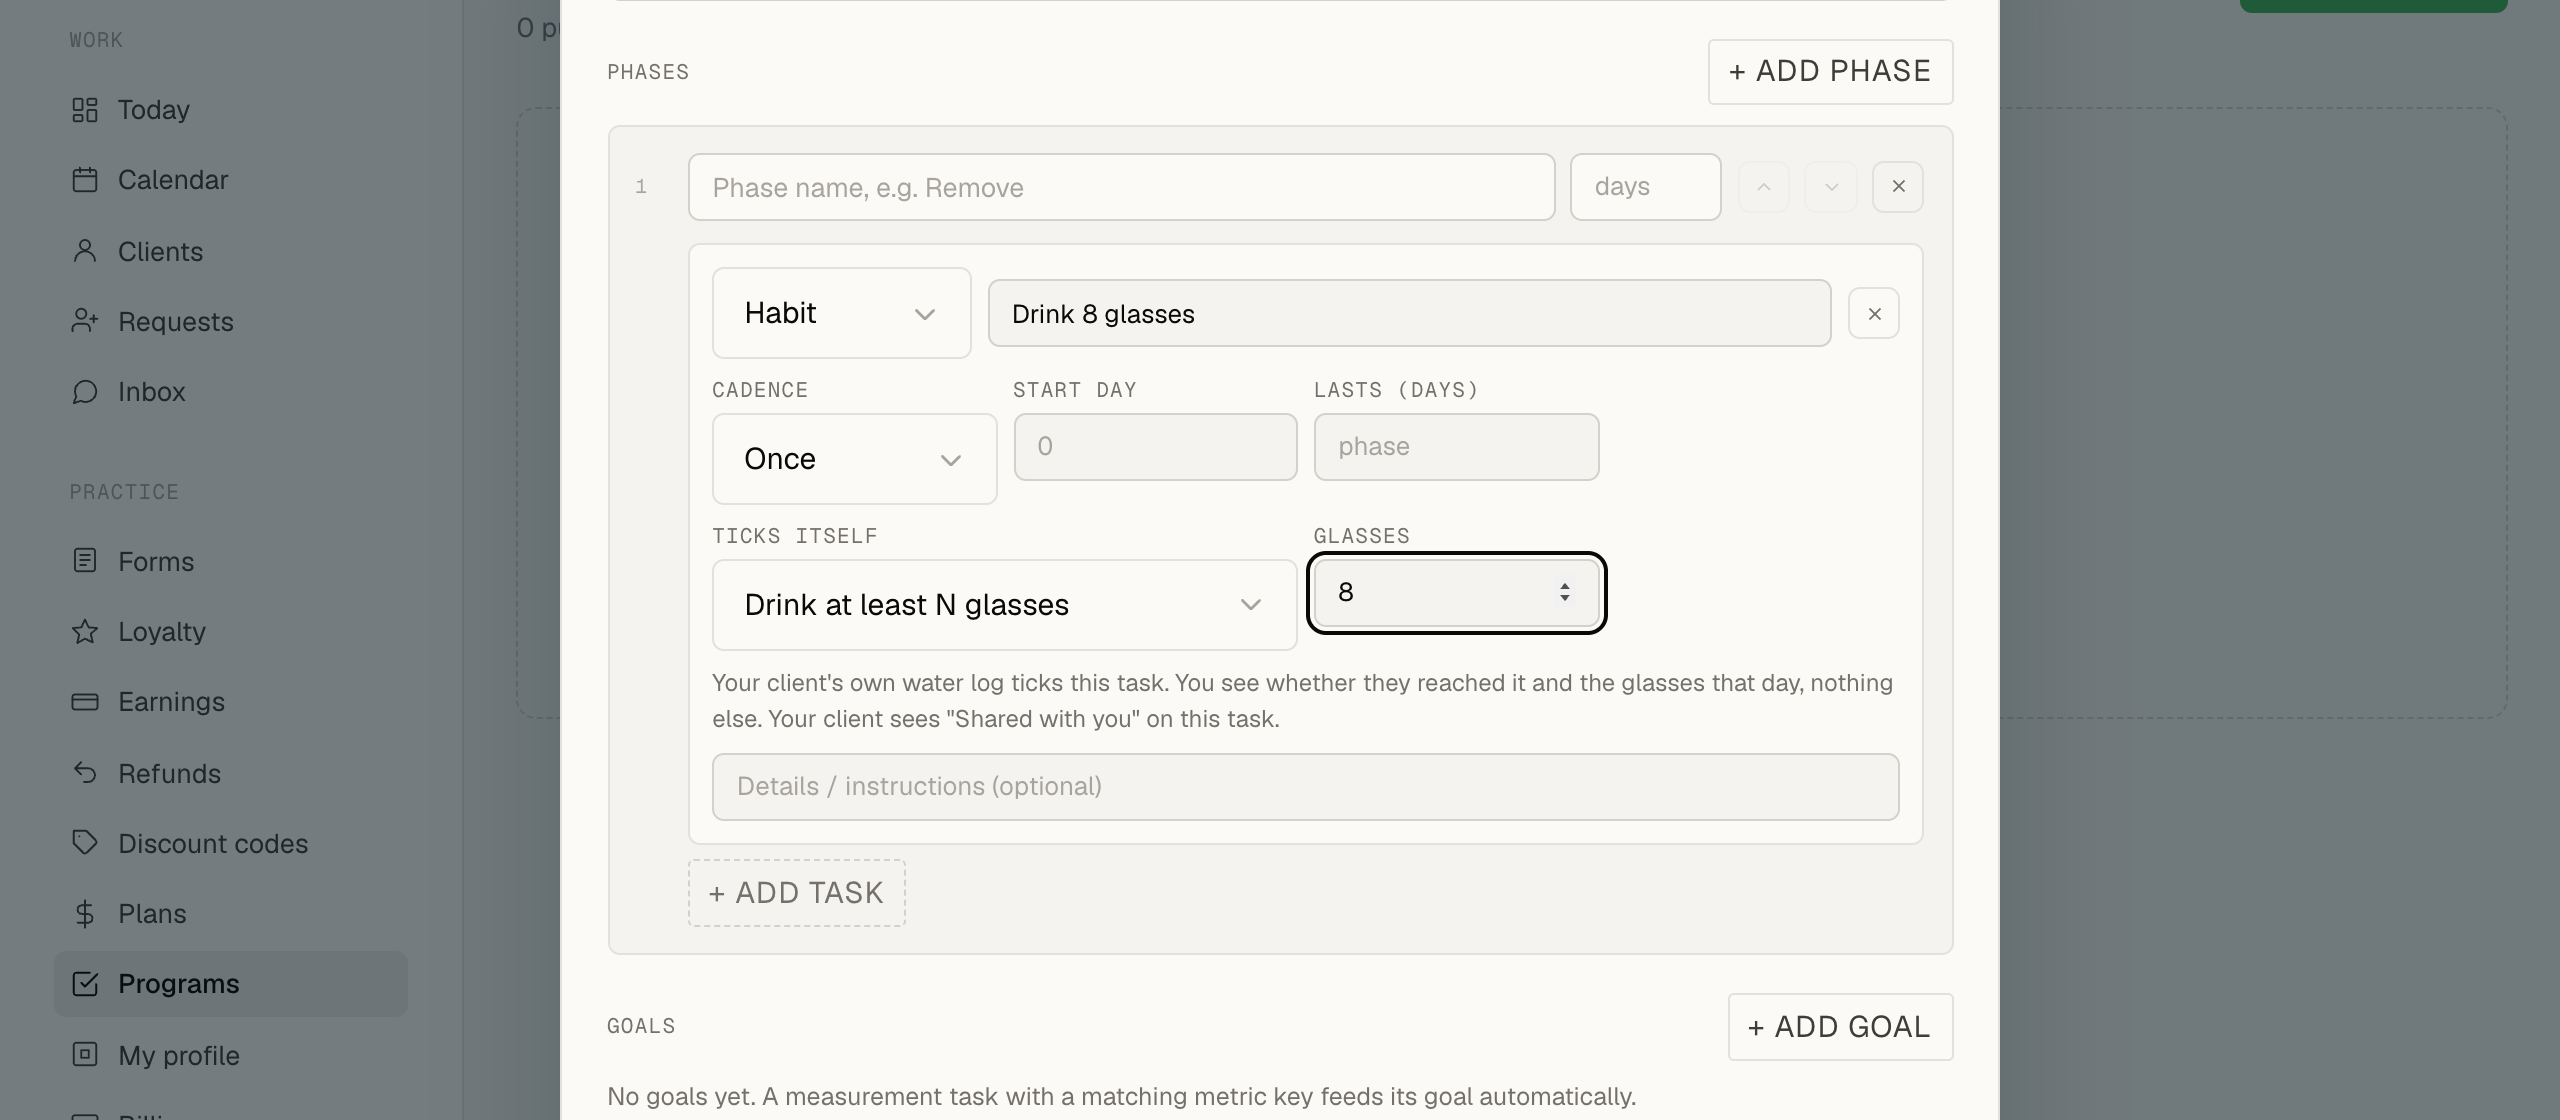 WORK
Today
Calendar
Clients
Requests
Inbox
PRACTICE
Forms
Loyalty
Earnings
Refunds
Discount codes
Plans
Programs
My profile
0
PHASES
+ ADD PHASE
1
Phase name, e.g. Remove
days
Habit
Drink 8 glasses
CADENCE
START DAY
LASTS (DAYS)
Once
0
phase
TICKS ITSELF
GLASSES
Drink at least N glasses
8
Your client's own water log ticks this task. You see whether they reached it and the glasses that day, nothing
else. Your client sees "Shared with you" on this task.
Details / instructions (optional)
+ ADD TASK
GOALS
+ ADD GOAL
No goals yet. A measurement task with a matching metric key feeds its goal automatically.